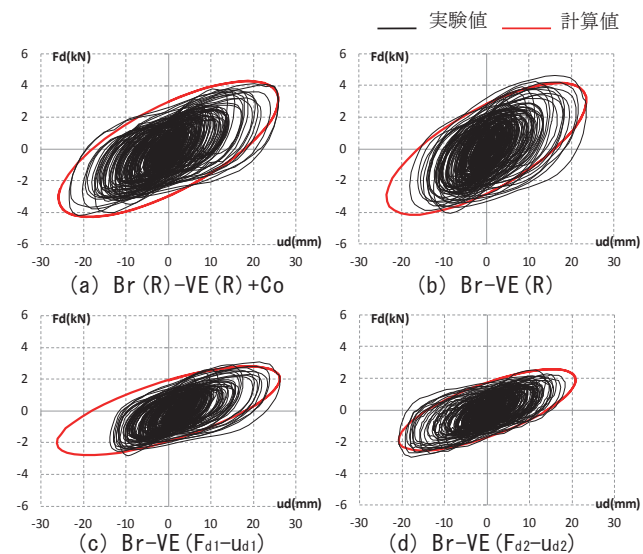 実験値 計算値
Fd(kN)
6
4
2
0
-2
-4
-6
ud(mm)
-30 -20 -10 0 10 20 30
(a) Br(R)-VE(R)+Co
Fd(kN)
6
4
2
0
-2
-4
-6
ud(mm)
-30 -20 -10 0 10 20 30
(b) Br-VE(R)
Fd(kN)
6
4
2
0
-2
-4
-6
ud(mm)
-30 -20 -10 0 10 20 30
(c) Br-VE(Fd1-ud1)
Fd(kN)
6
4
2
0
-2
-4
-6
ud(mm)
-30 -20 -10 0 10 20 30
(d) Br-VE(Fd2-ud2)